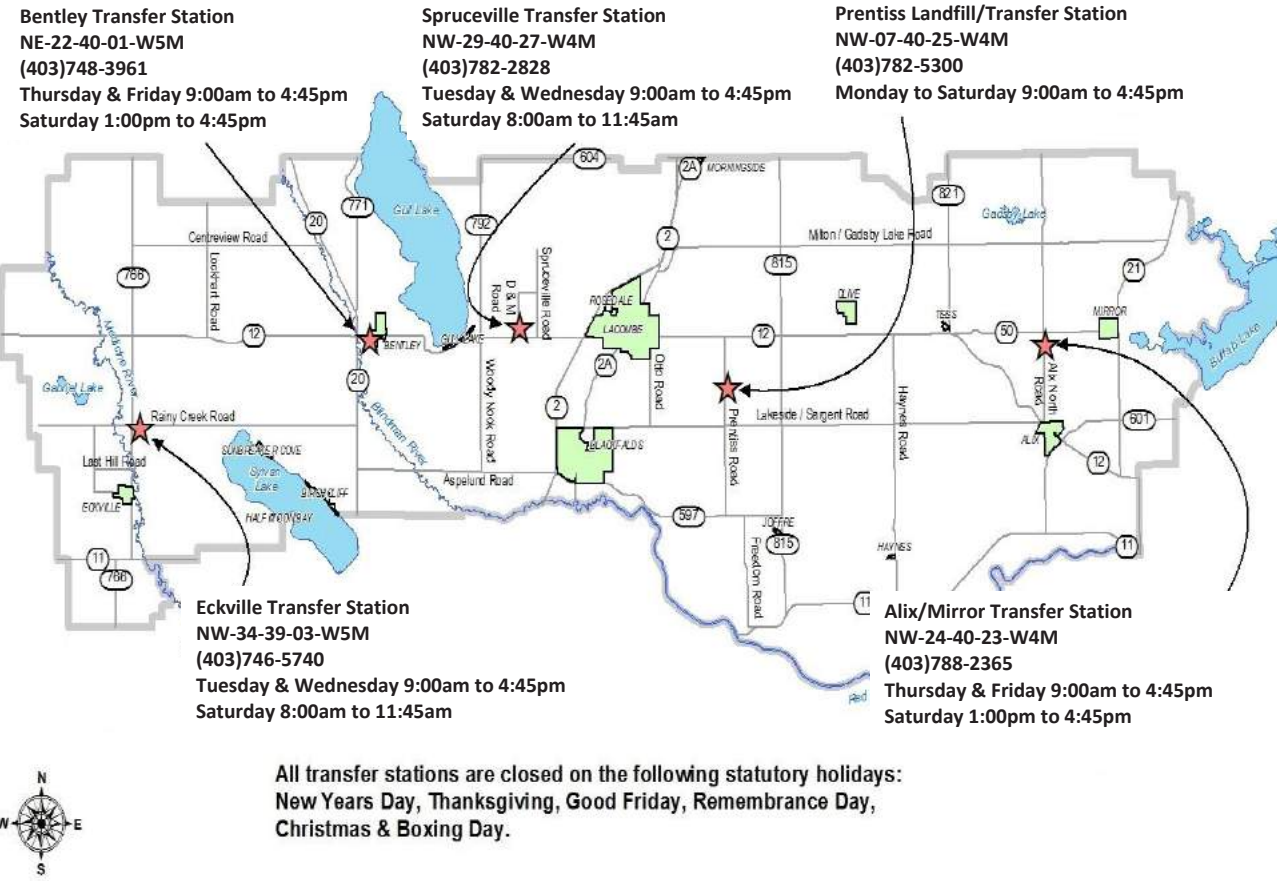 Bentley Transfer Station
NE-22-40-01-W5M
(403)748-3961
Thursday & Friday 9:00am to 4:45pm
Saturday 1:00pm to 4:45pm
Spruceville Transfer Station
NW-29-40-27-W4M
(403)782-2828
Tuesday & Wednesday 9:00am to 4:45pm
Saturday 8:00am to 11:45am
Prentiss Landfill/Transfer Station
NW-07-40-25-W4M
(403)782-5300
Monday to Saturday 9:00am to 4:45pm
604
2A
MORNINGSIDE
821
Gadsby Lake
20
771
Gull Lake
792
Centreview Road
Lockhart Road
766
D & M Road
Spruceville Road
2
Milton / Gadsby Lake Road
815
21
ROSEDALE
LACOMBE
CLIVE
TEES
MIRROR
12
BENTLEY
GULL LAKE
12
50
Buffalo Lake
Medicine River
2A
Otto Road
Woody Nook Road
20
Blindman River
Gabriel Lake
Rainy Creek Road
2
Prentiss Road
Lakeside / Sargent Road
Haynes Road
Alix North Road
601
ALIX
12
SUNBREAKER COVE
Last Hill Road
Sylvan Lake
BLACKFALDS
Aspelund Road
BIRCHCLIFF
ECKVILLE
HALF MOON BAY
597
JOFFRE
815
HAYNES
Freedom Road
11
11
766
11
Red
Eckville Transfer Station
NW-34-39-03-W5M
(403)746-5740
Tuesday & Wednesday 9:00am to 4:45pm
Saturday 8:00am to 11:45am
Alix/Mirror Transfer Station
NW-24-40-23-W4M
(403)788-2365
Thursday & Friday 9:00am to 4:45pm
Saturday 1:00pm to 4:45pm
N
W
E
S
All transfer stations are closed on the following statutory holidays:
New Years Day, Thanksgiving, Good Friday, Remembrance Day,
Christmas & Boxing Day.